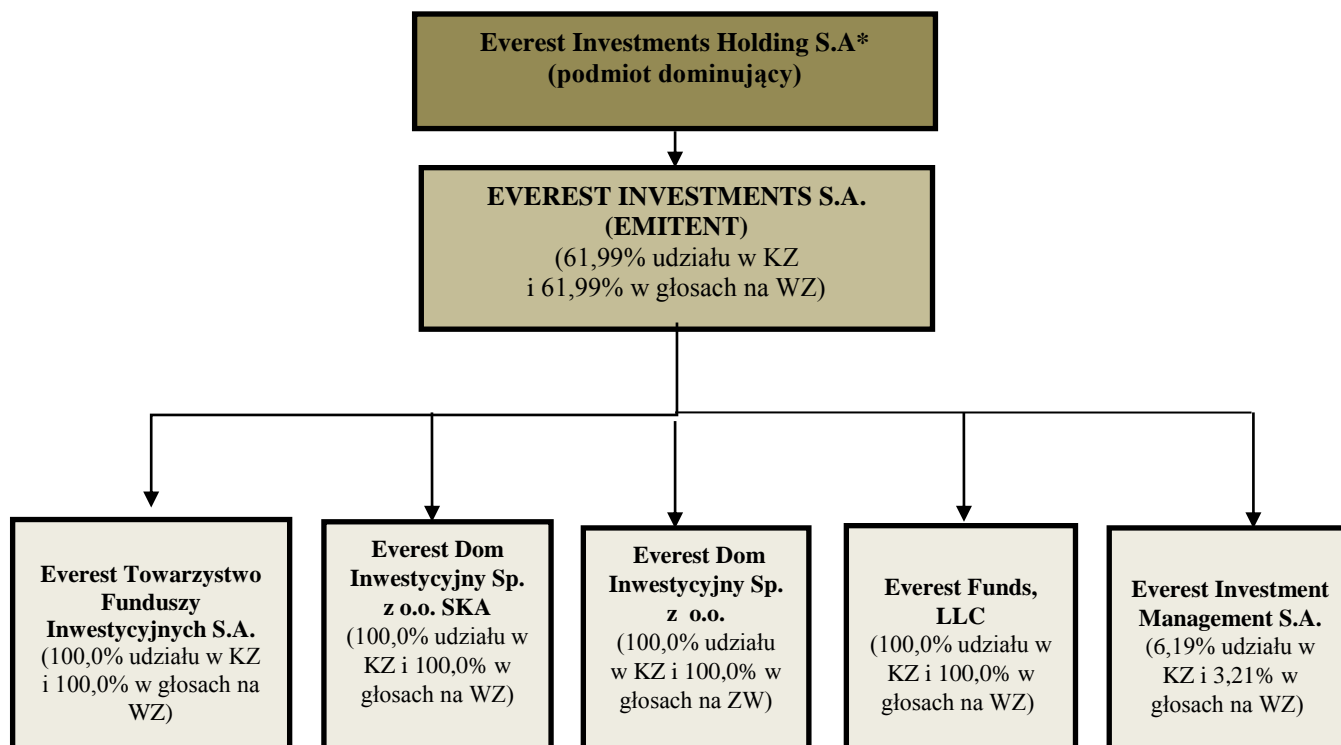 Everest Investments Holding S.A*
(podmiot dominujący)
EVEREST INVESTMENTS S.A.
(EMITENT)
(61,99% udziału w KZ
i 61,99% w głosach na WZ)
Everest Towarzystwo
Funduszy
Inwestycyjnych S.A.
(100,0% udziału w KZ
i 100,0% w głosach na
WZ)
Everest Dom
Inwestycyjny Sp.
z o.o. SKA
(100,0% udziału w
KZ i 100,0% w
głosach na WZ)
Everest Dom
Inwestycyjny Sp.
z o.o.
(100,0% udziału
w KZ i 100,0% w
głosach na ZW)
Everest Funds,
LLC
(100,0% udziału w
KZ i 100,0% w
głosach na WZ)
Everest Investment
Management S.A.
(6,19% udziału w
KZ i 3,21% w
głosach na WZ)